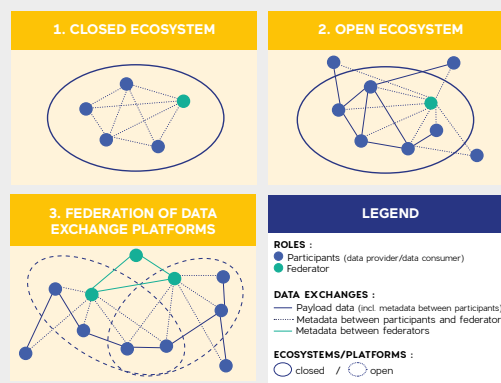 1. CLOSED ECOSYSTEM
2. OPEN ECOSYSTEM
3. FEDERATION OF DATA
EXCHANGE PLATFORMS
LEGEND
ROLES :
Participants (data provider/data consumer)
Federator
DATA EXCHANGES :
Payload data (incl. metadata between participants)
Metadata between participants and federator
Metadata between federators
ECOSYSTEMS/PLATFORMS :
closed / open